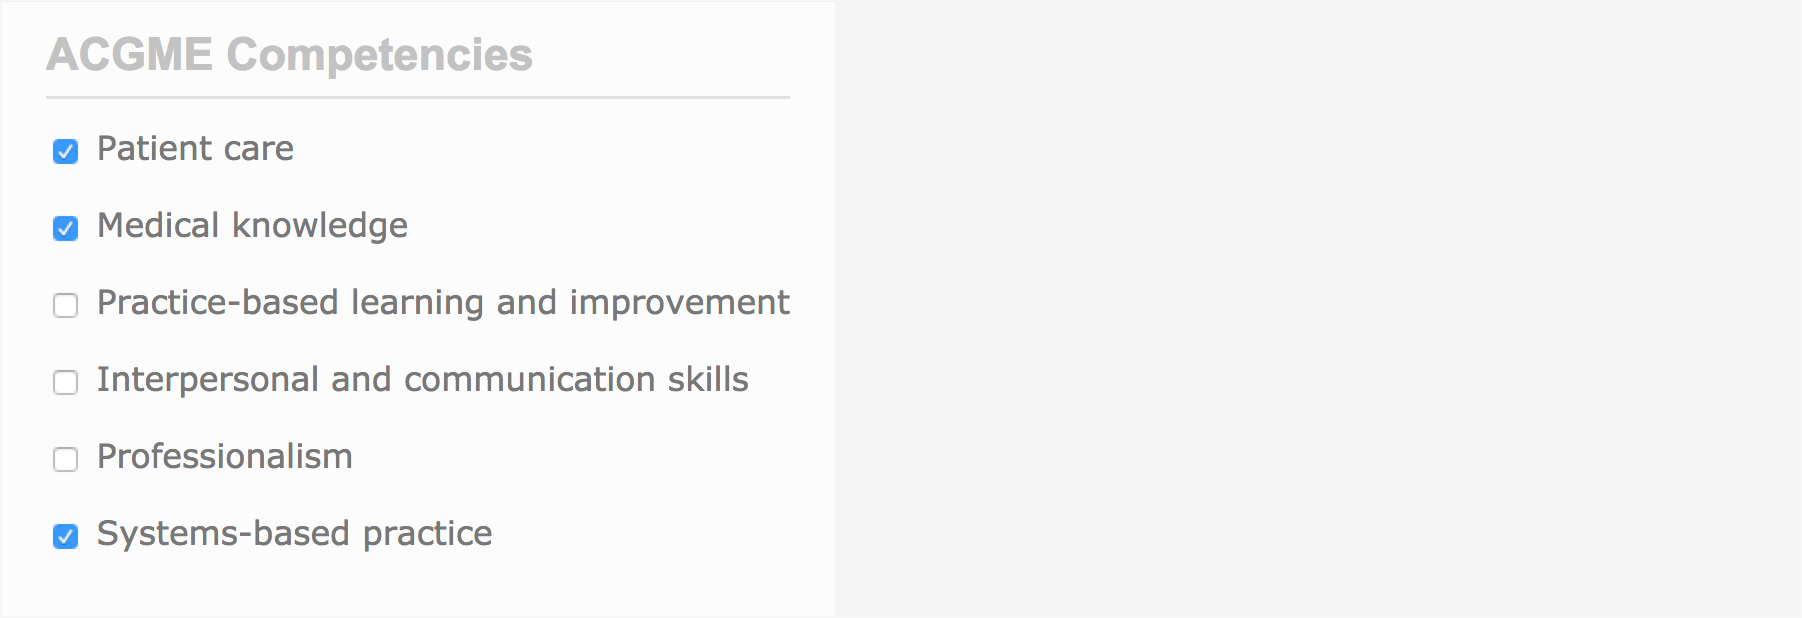 ACGME Competencies
Patient care
Medical knowledge
Practice-based learning and improvement
Interpersonal and communication skills
Professionalism
Systems-based practice